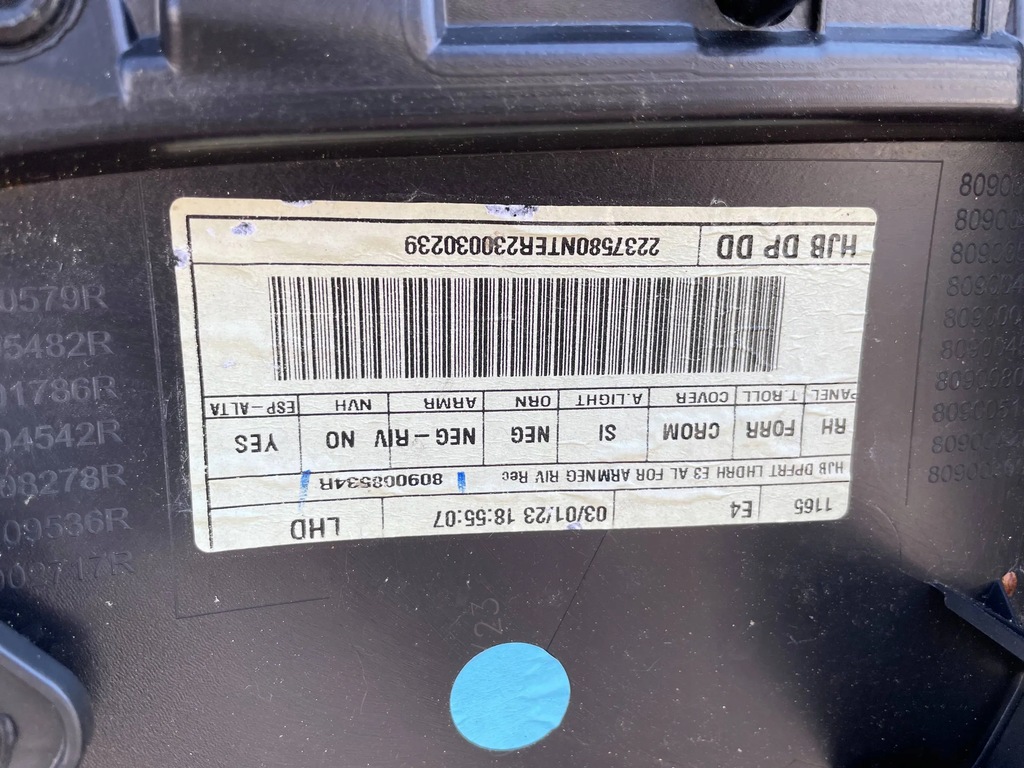 1165 E4 03/01/23 18:55:07 LHD
HJB DPFRT LHDRH E3 AL FOR ARMNEG RIV Rec 809008534R
RH FORR CROM SI NEG NEG-RIV NO YES
PANEL T.ROLL COVER A.LIGHT ORN ARMR NVH ESP-ALTA
HJB DP DD 2237580NTER230030239
0579R
5482R
01786R
04542R
08278R
09536R
23